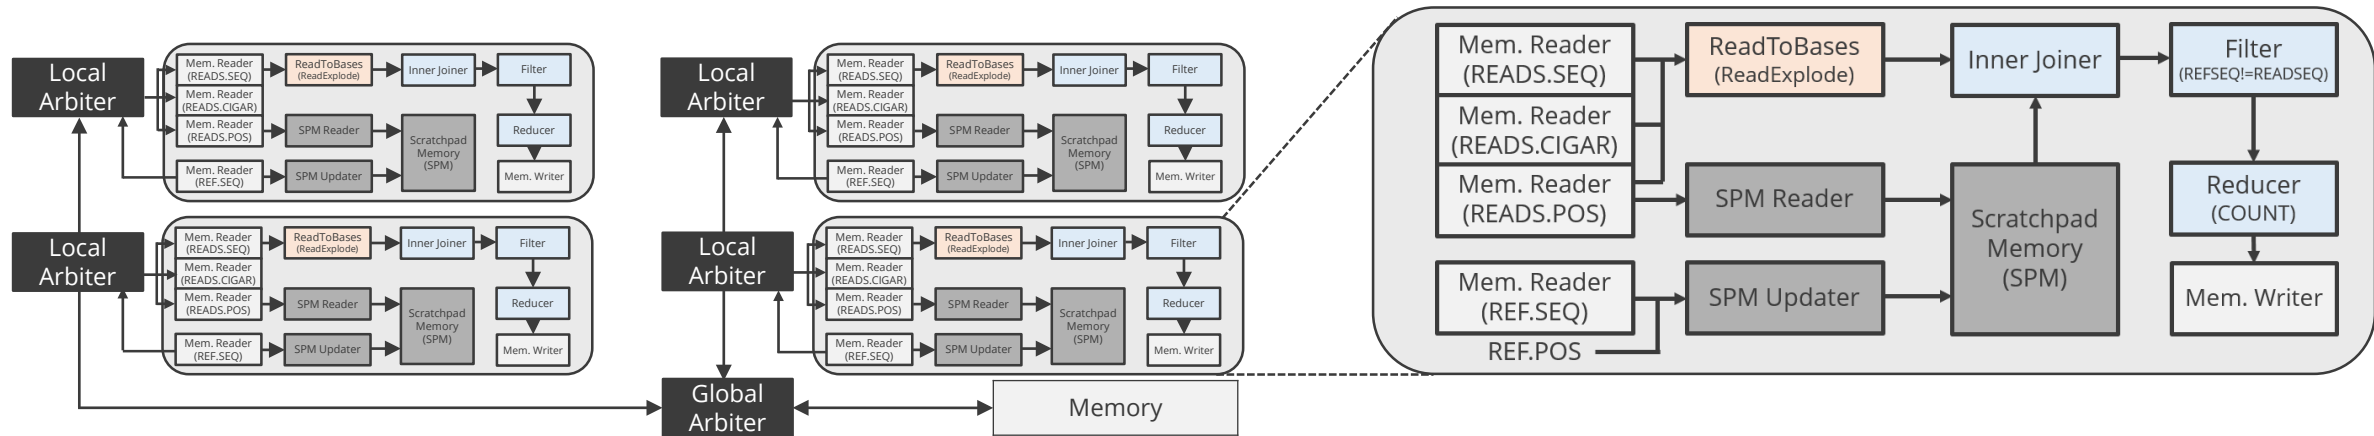 Local
Arbiter
Mem. Reader
(READS.SEQ)
ReadToBases
(ReadExplode)
Inner Joiner
Filter
Mem. Reader
(READS.CIGAR)
Mem. Reader
(READS.POS)
SPM Reader
Scratchpad
Memory
(SPM)
Reducer
Mem. Reader
(REF.SEQ)
SPM Updater
Mem. Writer
Local
Arbiter
Mem. Reader
(READS.SEQ)
ReadToBases
(ReadExplode)
Inner Joiner
Filter
Mem. Reader
(READS.CIGAR)
Mem. Reader
(READS.POS)
SPM Reader
Scratchpad
Memory
(SPM)
Reducer
Mem. Reader
(REF.SEQ)
SPM Updater
Mem. Writer
Local
Arbiter
Mem. Reader
(READS.SEQ)
ReadToBases
(ReadExplode)
Inner Joiner
Filter
Mem. Reader
(READS.CIGAR)
Mem. Reader
(READS.POS)
SPM Reader
Scratchpad
Memory
(SPM)
Reducer
Mem. Reader
(REF.SEQ)
SPM Updater
Mem. Writer
Local
Arbiter
Mem. Reader
(READS.SEQ)
ReadToBases
(ReadExplode)
Inner Joiner
Filter
Mem. Reader
(READS.CIGAR)
Mem. Reader
(READS.POS)
SPM Reader
Scratchpad
Memory
(SPM)
Reducer
Mem. Reader
(REF.SEQ)
SPM Updater
Mem. Writer
Global
Arbiter
Memory
Mem. Reader
(READS.SEQ)
ReadToBases
(ReadExplode)
Inner Joiner
Filter
(REFSEQ!=READSEQ)
Mem. Reader
(READS.CIGAR)
Mem. Reader
(READS.POS)
SPM Reader
Scratchpad
Memory
(SPM)
Reducer
(COUNT)
Mem. Reader
(REF.SEQ)
SPM Updater
Mem. Writer
REF.POS